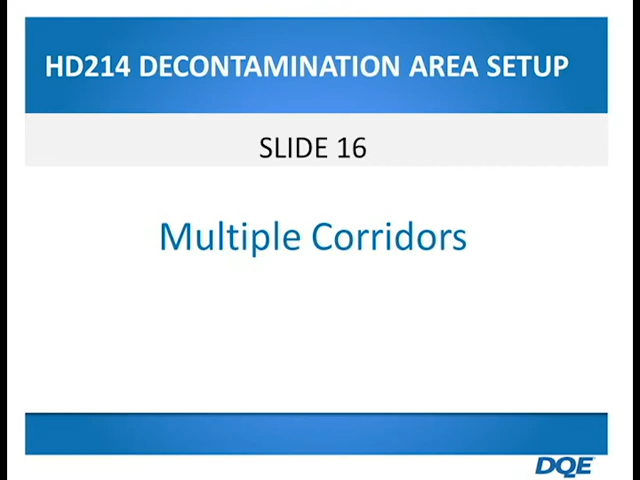 HD214 DECONTAMINATION AREA SETUP
SLIDE 16
Multiple Corridors
DQE